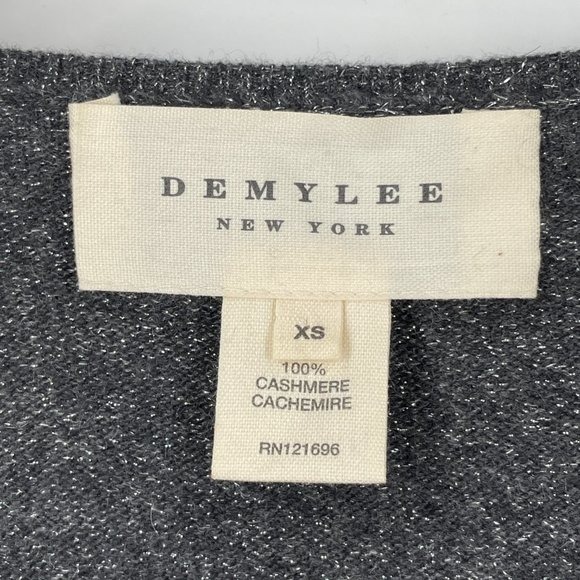 DEMYLEE
NEW YORK
XS
100%
CASHMERE
CACHEMIRE
RN121696